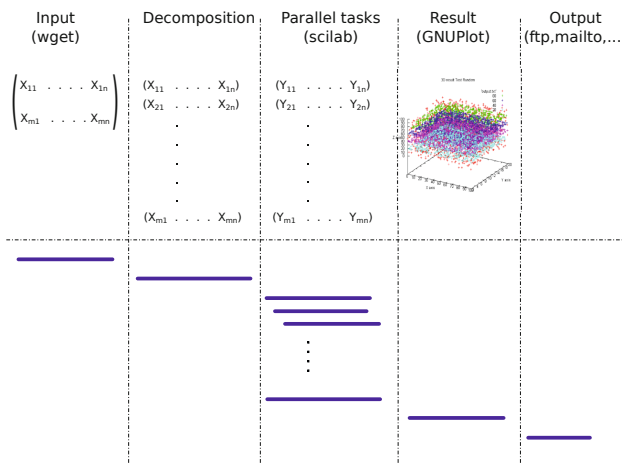 Input
(wget)
Decomposition
Parallel tasks
(scilab)
Result
(GNUPlot)
Output
(ftp,mailto,...
X11 . . . . X1n
Xm1 . . . . Xmn
(X11 . . . . X1n)
(X21 . . . . X2n)
(Xm1 . . . . Xmn)
(Y11 . . . . Y1n)
(Y21 . . . . Y2n)
(Ym1 . . . . Ymn)